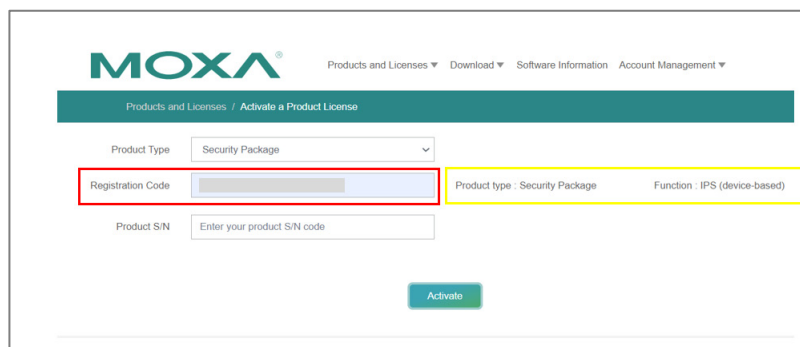 MOXA®
Products and Licenses ▼ Download ▼ Software Information Account Management ▼
Products and Licenses / Activate a Product License
Product Type Security Package
Registration Code Product type : Security Package Function : IPS (device-based)
Product S/N Enter your product S/N code
Activate